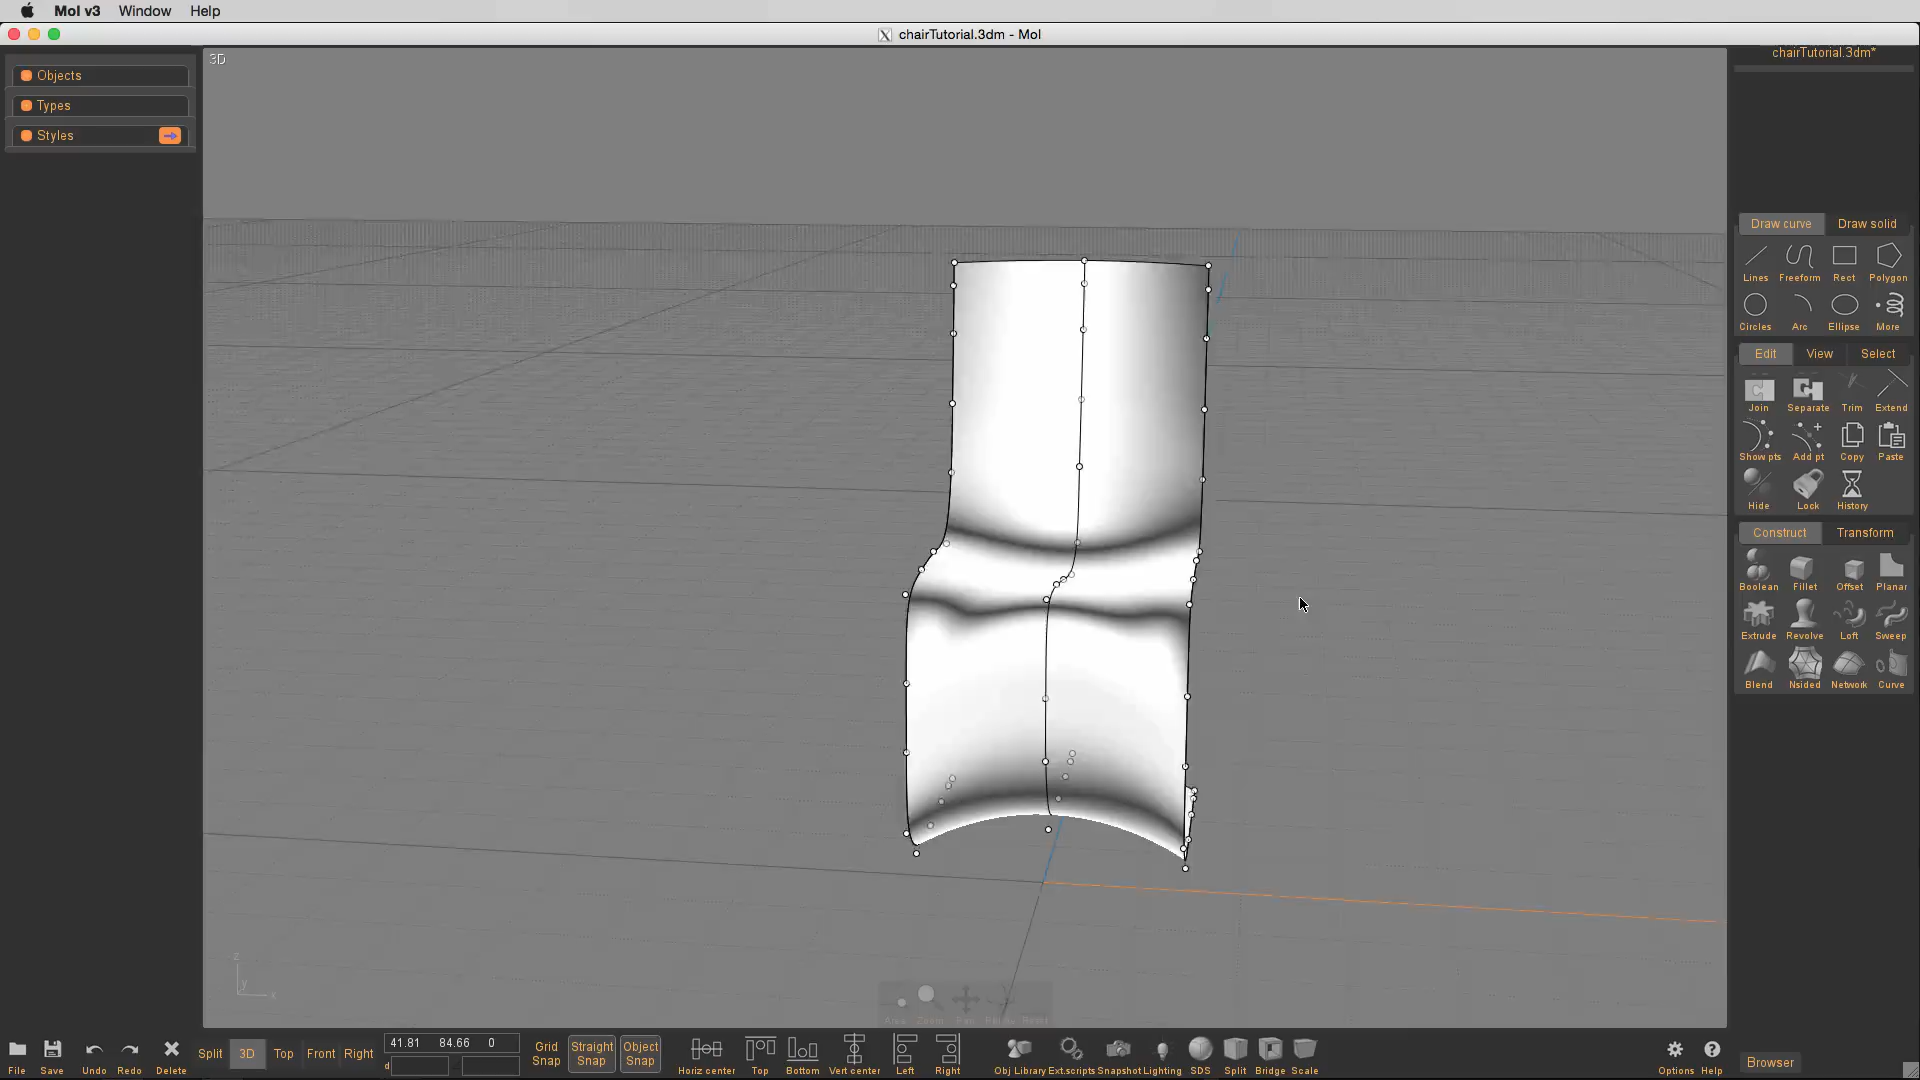 MoI v3 Window Help
chairTutorial.3dm - MoI
Objects
Types
Styles
3D
chairTutorial.3dm*
Draw curve Draw solid
Lines Freeform Rect Polygon
Circles Arc Ellipse More
Edit View Select
Join Separate Trim Extend
Show pts Add pt Copy Paste
Hide Lock History
Construct Transform
Boolean Fillet Offset Planar
Extrude Revolve Loft Sweep
Blend Nsided Network Curve
z
y
x
Area Zoom Pan Rotate Reset
File Save Undo Redo Delete
Split 3D Top Front Right
41.81 84.66 0
d
Grid Snap
Straight Snap
Object Snap
Horiz center Top Bottom Vert center Left Right
Obj Library Ext.scripts Snapshot Lighting SDS Split Bridge Scale
Options Help
Browser